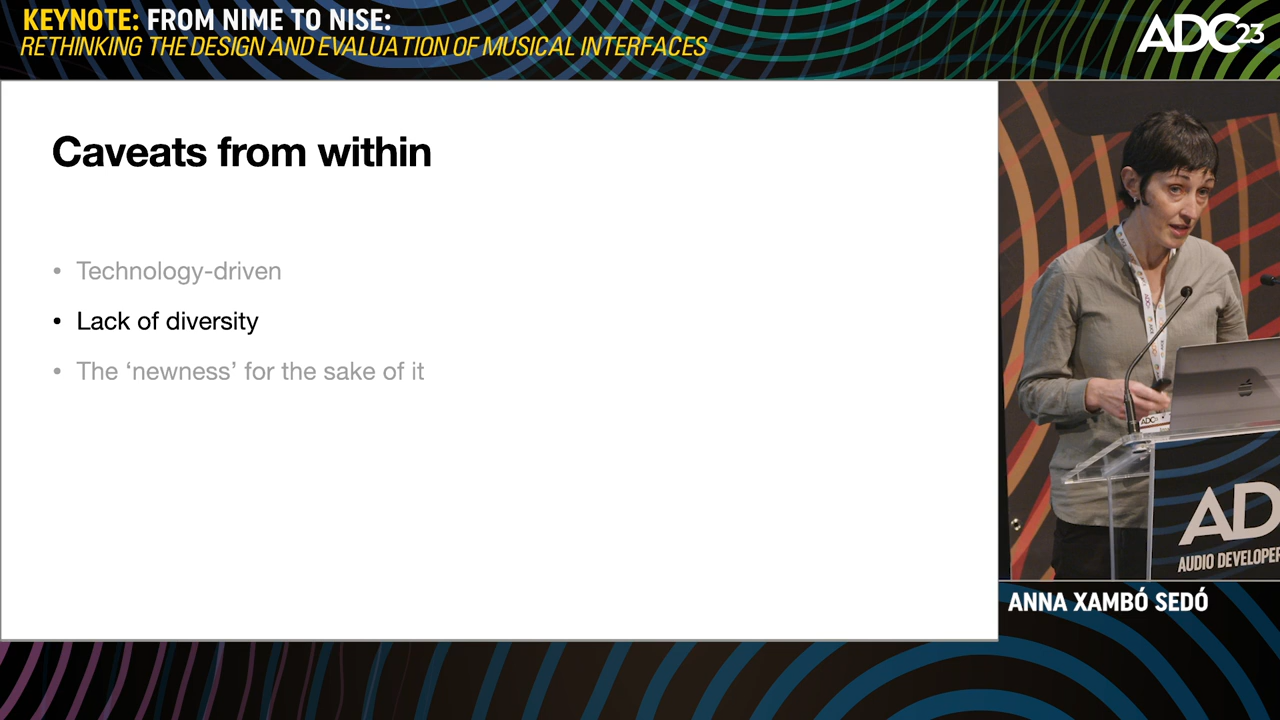 KEYNOTE: FROM NIME TO NISE:
RETHINKING THE DESIGN AND EVALUATION OF MUSICAL INTERFACES
ADC23
Caveats from within
• Technology-driven
• Lack of diversity
• The ‘newness’ for the sake of it
AD
AUDIO DEVELOPER
ANNA XAMBÓ SEDÓ